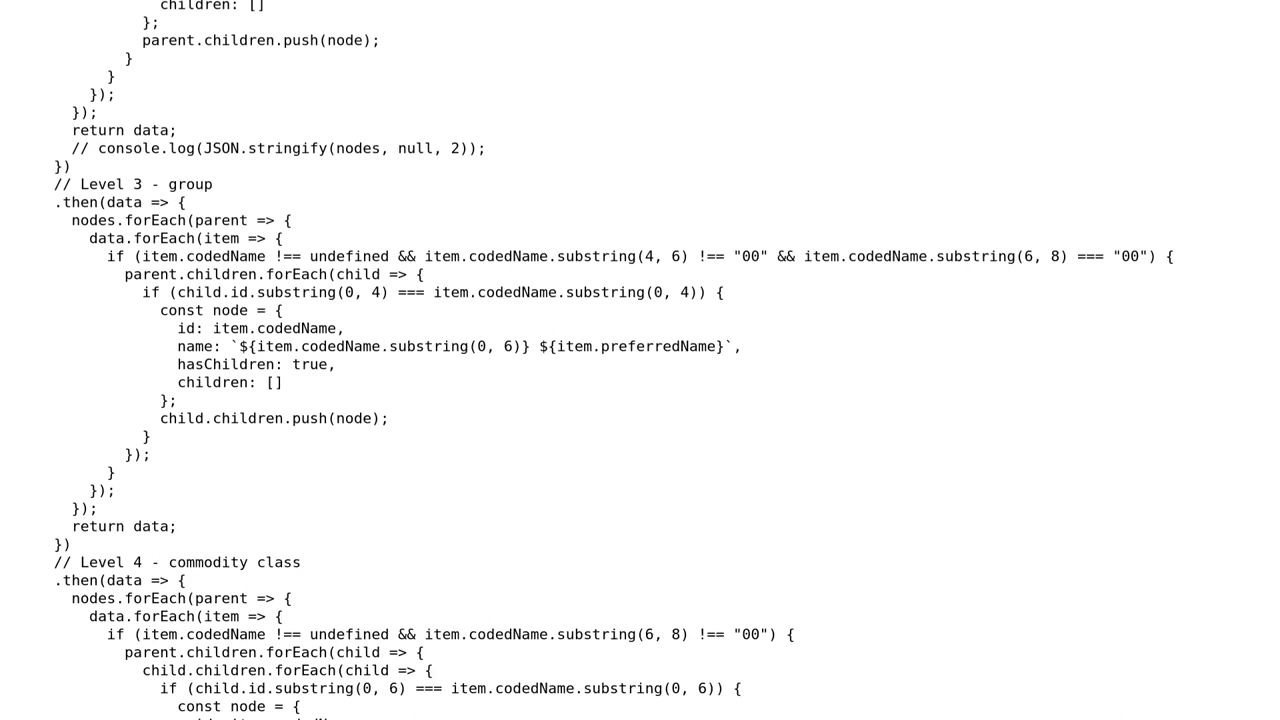 children: []
};
parent.children.push(node);
}
}
});
});
return data;
// console.log(JSON.stringify(nodes, null, 2));
})
// Level 3 - group
.then(data => {
nodes.forEach(parent => {
data.forEach(item => {
if (item.codedName !== undefined && item.codedName.substring(4, 6) !== "00" && item.codedName.substring(6, 8) === "00") {
parent.children.forEach(child => {
if (child.id.substring(0, 4) === item.codedName.substring(0, 4)) {
const node = {
id: item.codedName,
name: `${item.codedName.substring(0, 6)} ${item.preferredName}`,
hasChildren: true,
children: []
};
child.children.push(node);
}
});
}
});
});
return data;
})
// Level 4 - commodity class
.then(data => {
nodes.forEach(parent => {
data.forEach(item => {
if (item.codedName !== undefined && item.codedName.substring(6, 8) !== "00") {
parent.children.forEach(child => {
child.children.forEach(child => {
if (child.id.substring(0, 6) === item.codedName.substring(0, 6)) {
const node = {